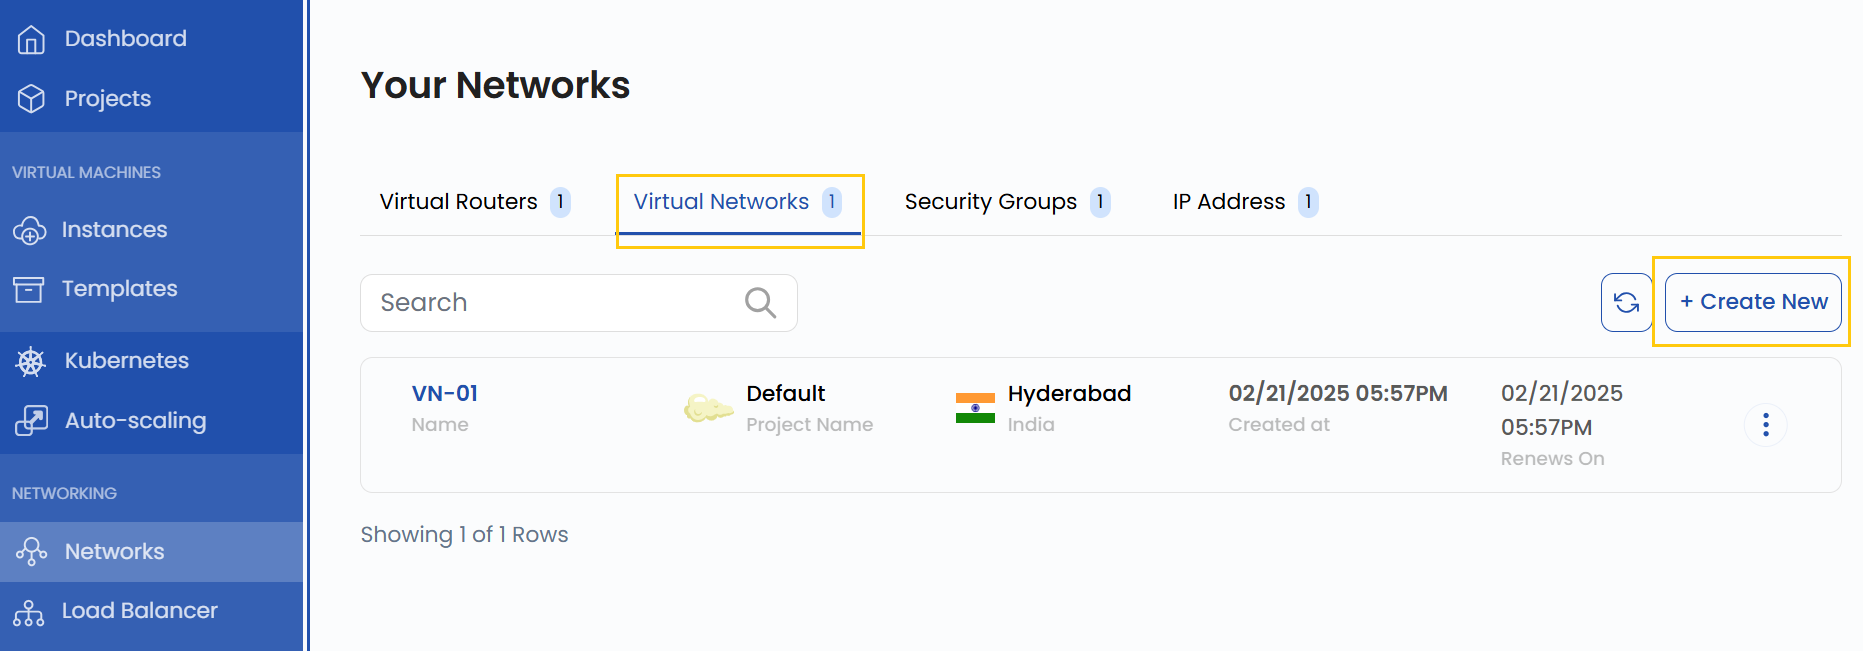 Dashboard
Projects
VIRTUAL MACHINES
Instances
Templates
Kubernetes
Auto-scaling
NETWORKING
Networks
Load Balancer
Your Networks
Virtual Routers 1 Virtual Networks 1 Security Groups 1 IP Address 1
Search + Create New
VN-01 Default Hyderabad 02/21/2025 05:57PM 02/21/2025
Name Project Name India Created at 05:57PM
Renews On
Showing 1 of 1 Rows